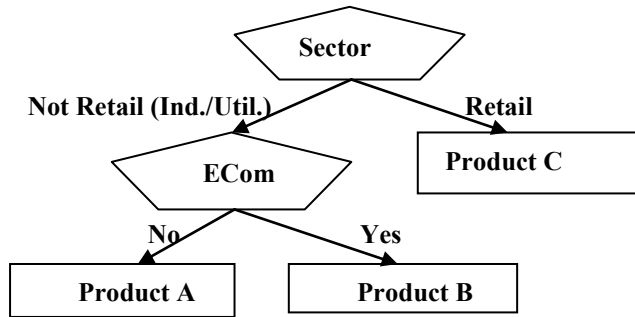 Sector
Not Retail (Ind./Util.)
Retail
Product C
ECom
No
Yes
Product A
Product B